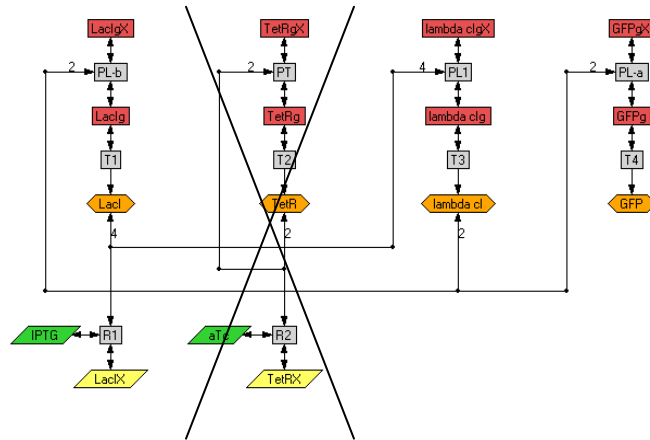 LacIgX TetRgX lambda cIgX GFPgX
2 PL-b 2 PT 4 PL1 2 PL-a
LacIg TetRg lambda cIg GFPg
T1 T2 T3 T4
LacI TetR lambda cI GFP
4 2 2
IPTG R1 aTc R2
LacIX TetRX